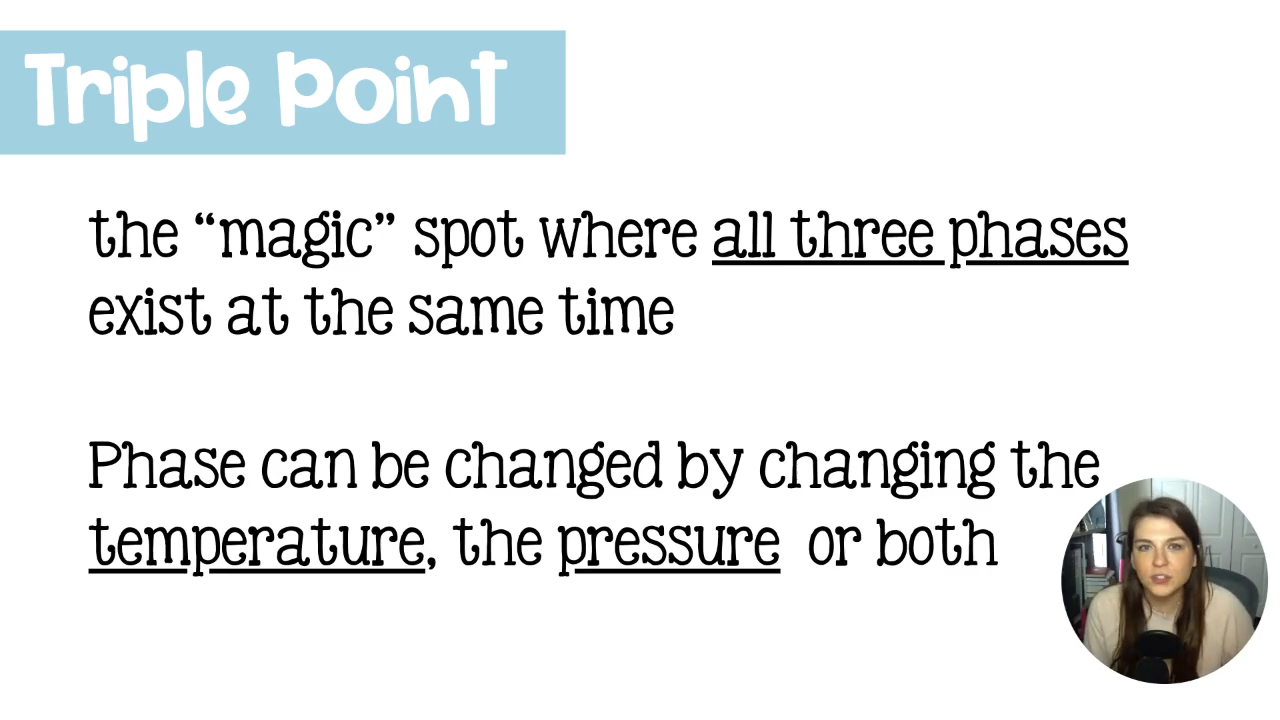 Triple Point
the “magic” spot where all three phases
exist at the same time
Phase can be changed by changing the
temperature, the pressure or both